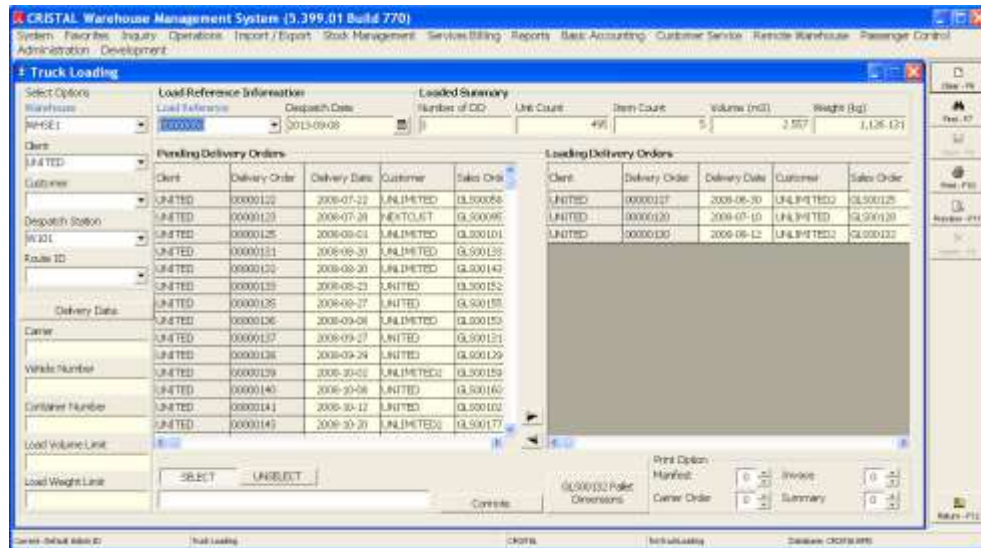 CRISTAL Warehouse Management System (5.399.01 Build 770)
System Favorites Inquiry Operations Import / Export Stock Management Services Billing Reports Basic Accounting Customer Service Remote Warehouse Passenger Control
Administration Development
Truck Loading
Select Options Load Reference Information Loaded Summary
Warehouse Load Reference Despatch Date Number of DO Unit Count Item Count Volume (m3) Weight (kg)
WHSE1 2013-09-08 495 5 2.557 1,126.131
Client
UNITED
Pending Delivery Orders Loading Delivery Orders
Customer
Client Delivery Order Delivery Date Customer Sales Orde Client Delivery Order Delivery Date Customer Sales Order
UNITED 00000122 2008-07-22 UNLIMITED UNITED 00000117 2008-06-30 UNLIMITED2 GLS00125
UNITED 00000123 2008-07-28 NEXTCUST GLS00095 UNITED 00000120 2008-07-10 UNLIMITED GLS00120
UNITED 00000125 2008-08-01 UNLIMITED GLS00101 UNITED 00000130 2008-08-12 UNLIMITED2 GLS00132
UNITED 00000131 2008-08-20 UNLIMITED GLS00133
UNITED 00000132 2008-08-20 UNLIMITED GLS00143
UNITED 00000133 2008-08-23 UNITED GLS00152
UNITED 00000135 2008-08-27 UNITED GLS00155
UNITED 00000136 2008-09-08 UNLIMITED GLS00153
UNITED 00000137 2008-09-27 UNITED GLS00131
UNITED 00000138 2008-09-29 UNITED GLS00129
UNITED 00000139 2008-10-02 UNLIMITED2 GLS00159
UNITED 00000140 2008-10-08 UNITED GLS00160
UNITED 00000141 2008-10-12 UNITED GLS00102
UNITED 00000143 2008-10-20 UNLIMITED2 GLS00177
Despatch Station
W101
Route ID
Delivery Data
Carrier
Vehicle Number
Container Number
Load Volume Limit
Load Weight Limit
SELECT UNSELECT
Controls
GLS00132 Pallet
Dimensions
Print Option
Manifest 0 Invoice 0
Carrier Order 0 Summary 0
Clear - F6
Find - F7
Print - F10
Preview - F11
Return - F12
Current: Default Admin ID Truck Loading CRISTAL